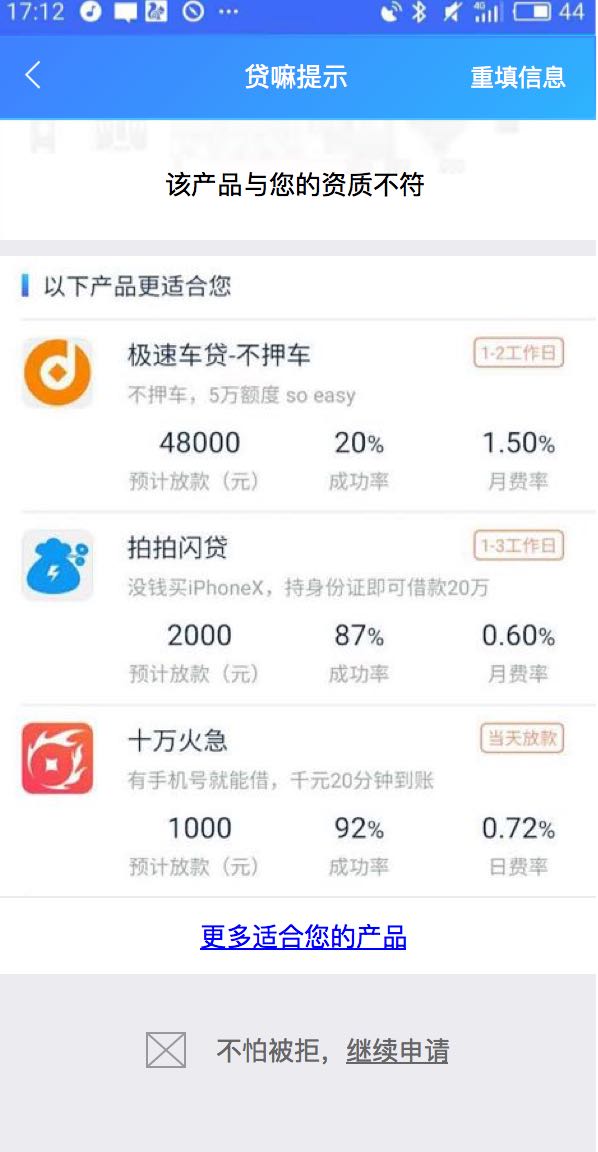 17:12 ... 4G 44
贷嘛提示 重填信息
该产品与您的资质不符
以下产品更适合您
极速车贷-不押车 1-2工作日
不押车，5万额度 so easy
48000 20% 1.50%
预计放款（元） 成功率 月费率
拍拍闪贷 1-3工作日
没钱买iPhoneX，持身份证即可借款20万
2000 87% 0.60%
预计放款（元） 成功率 月费率
十万火急 当天放款
有手机号就能借，千元20分钟到账
1000 92% 0.72%
预计放款（元） 成功率 日费率
更多适合您的产品
不怕被拒，继续申请